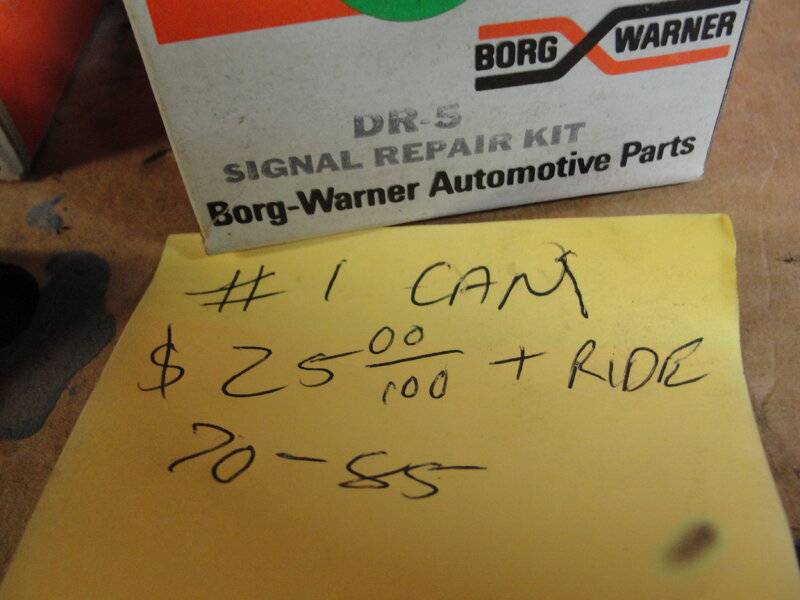 BORG WARNER
DR-5
SIGNAL REPAIR KIT
Borg-Warner Automotive Parts
# 1 CAM
$ 25 00/100 + RIDE
70-85